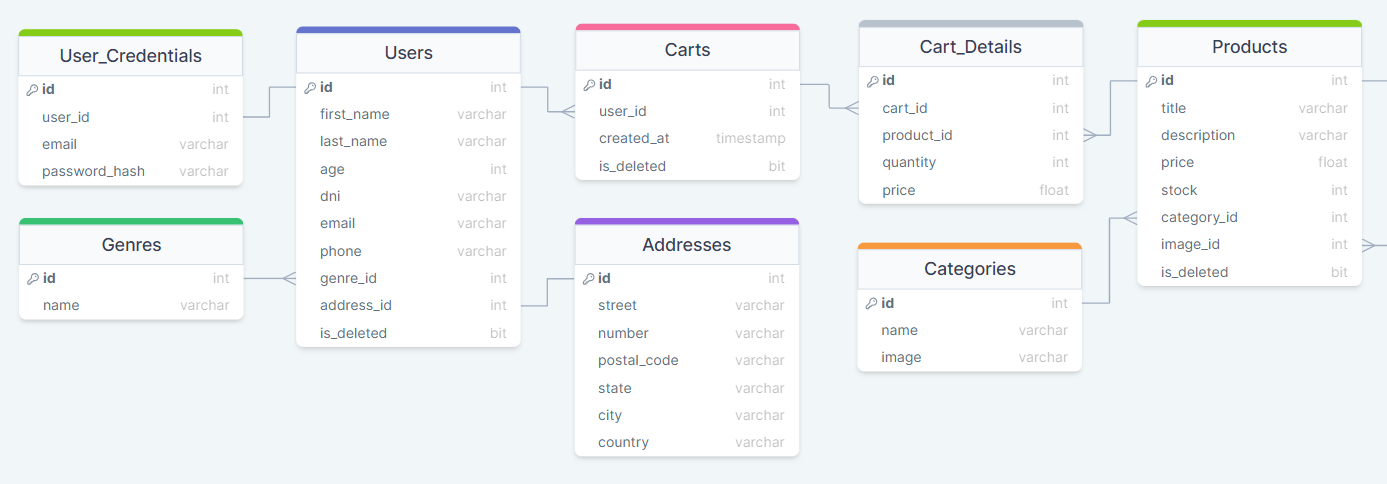 User_Credentials
id int
user_id int
email varchar
password_hash varchar
Genres
id int
name varchar
Users
id int
first_name varchar
last_name varchar
age int
dni varchar
email varchar
phone varchar
genre_id int
address_id int
is_deleted bit
Carts
id int
user_id int
created_at timestamp
is_deleted bit
Addresses
id int
street varchar
number varchar
postal_code varchar
state varchar
city varchar
country varchar
Cart_Details
id int
cart_id int
product_id int
quantity int
price float
Categories
id int
name varchar
image varchar
Products
id int
title varchar
description varchar
price float
stock int
category_id int
image_id int
is_deleted bit